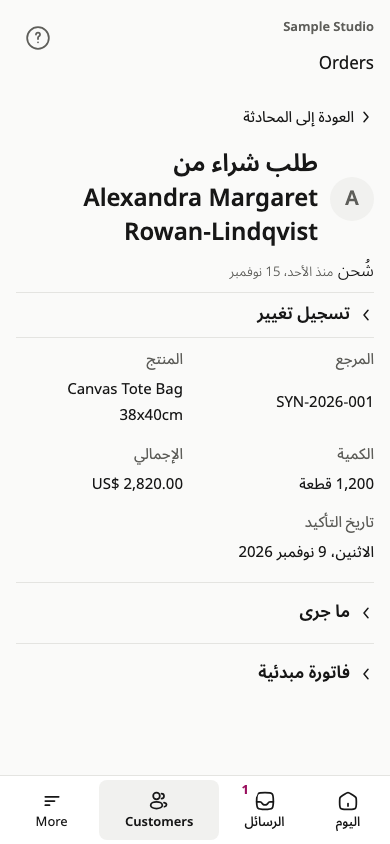 Sample Studio
Orders
العودة إلى المحادثة
طلب شراء من
Alexandra Margaret
Rowan-Lindqvist
A
شُحن منذ الأحد، 15 نوفمبر
تسجيل تغيير
المرجع
SYN-2026-001
المنتج
Canvas Tote Bag
38x40cm
الكمية
1,200 قطعة
الإجمالي
US$ 2,820.00
تاريخ التأكيد
الاثنين، 9 نوفمبر 2026
ما جرى
فاتورة مبدئية
اليوم
1
الرسائل
Customers
More